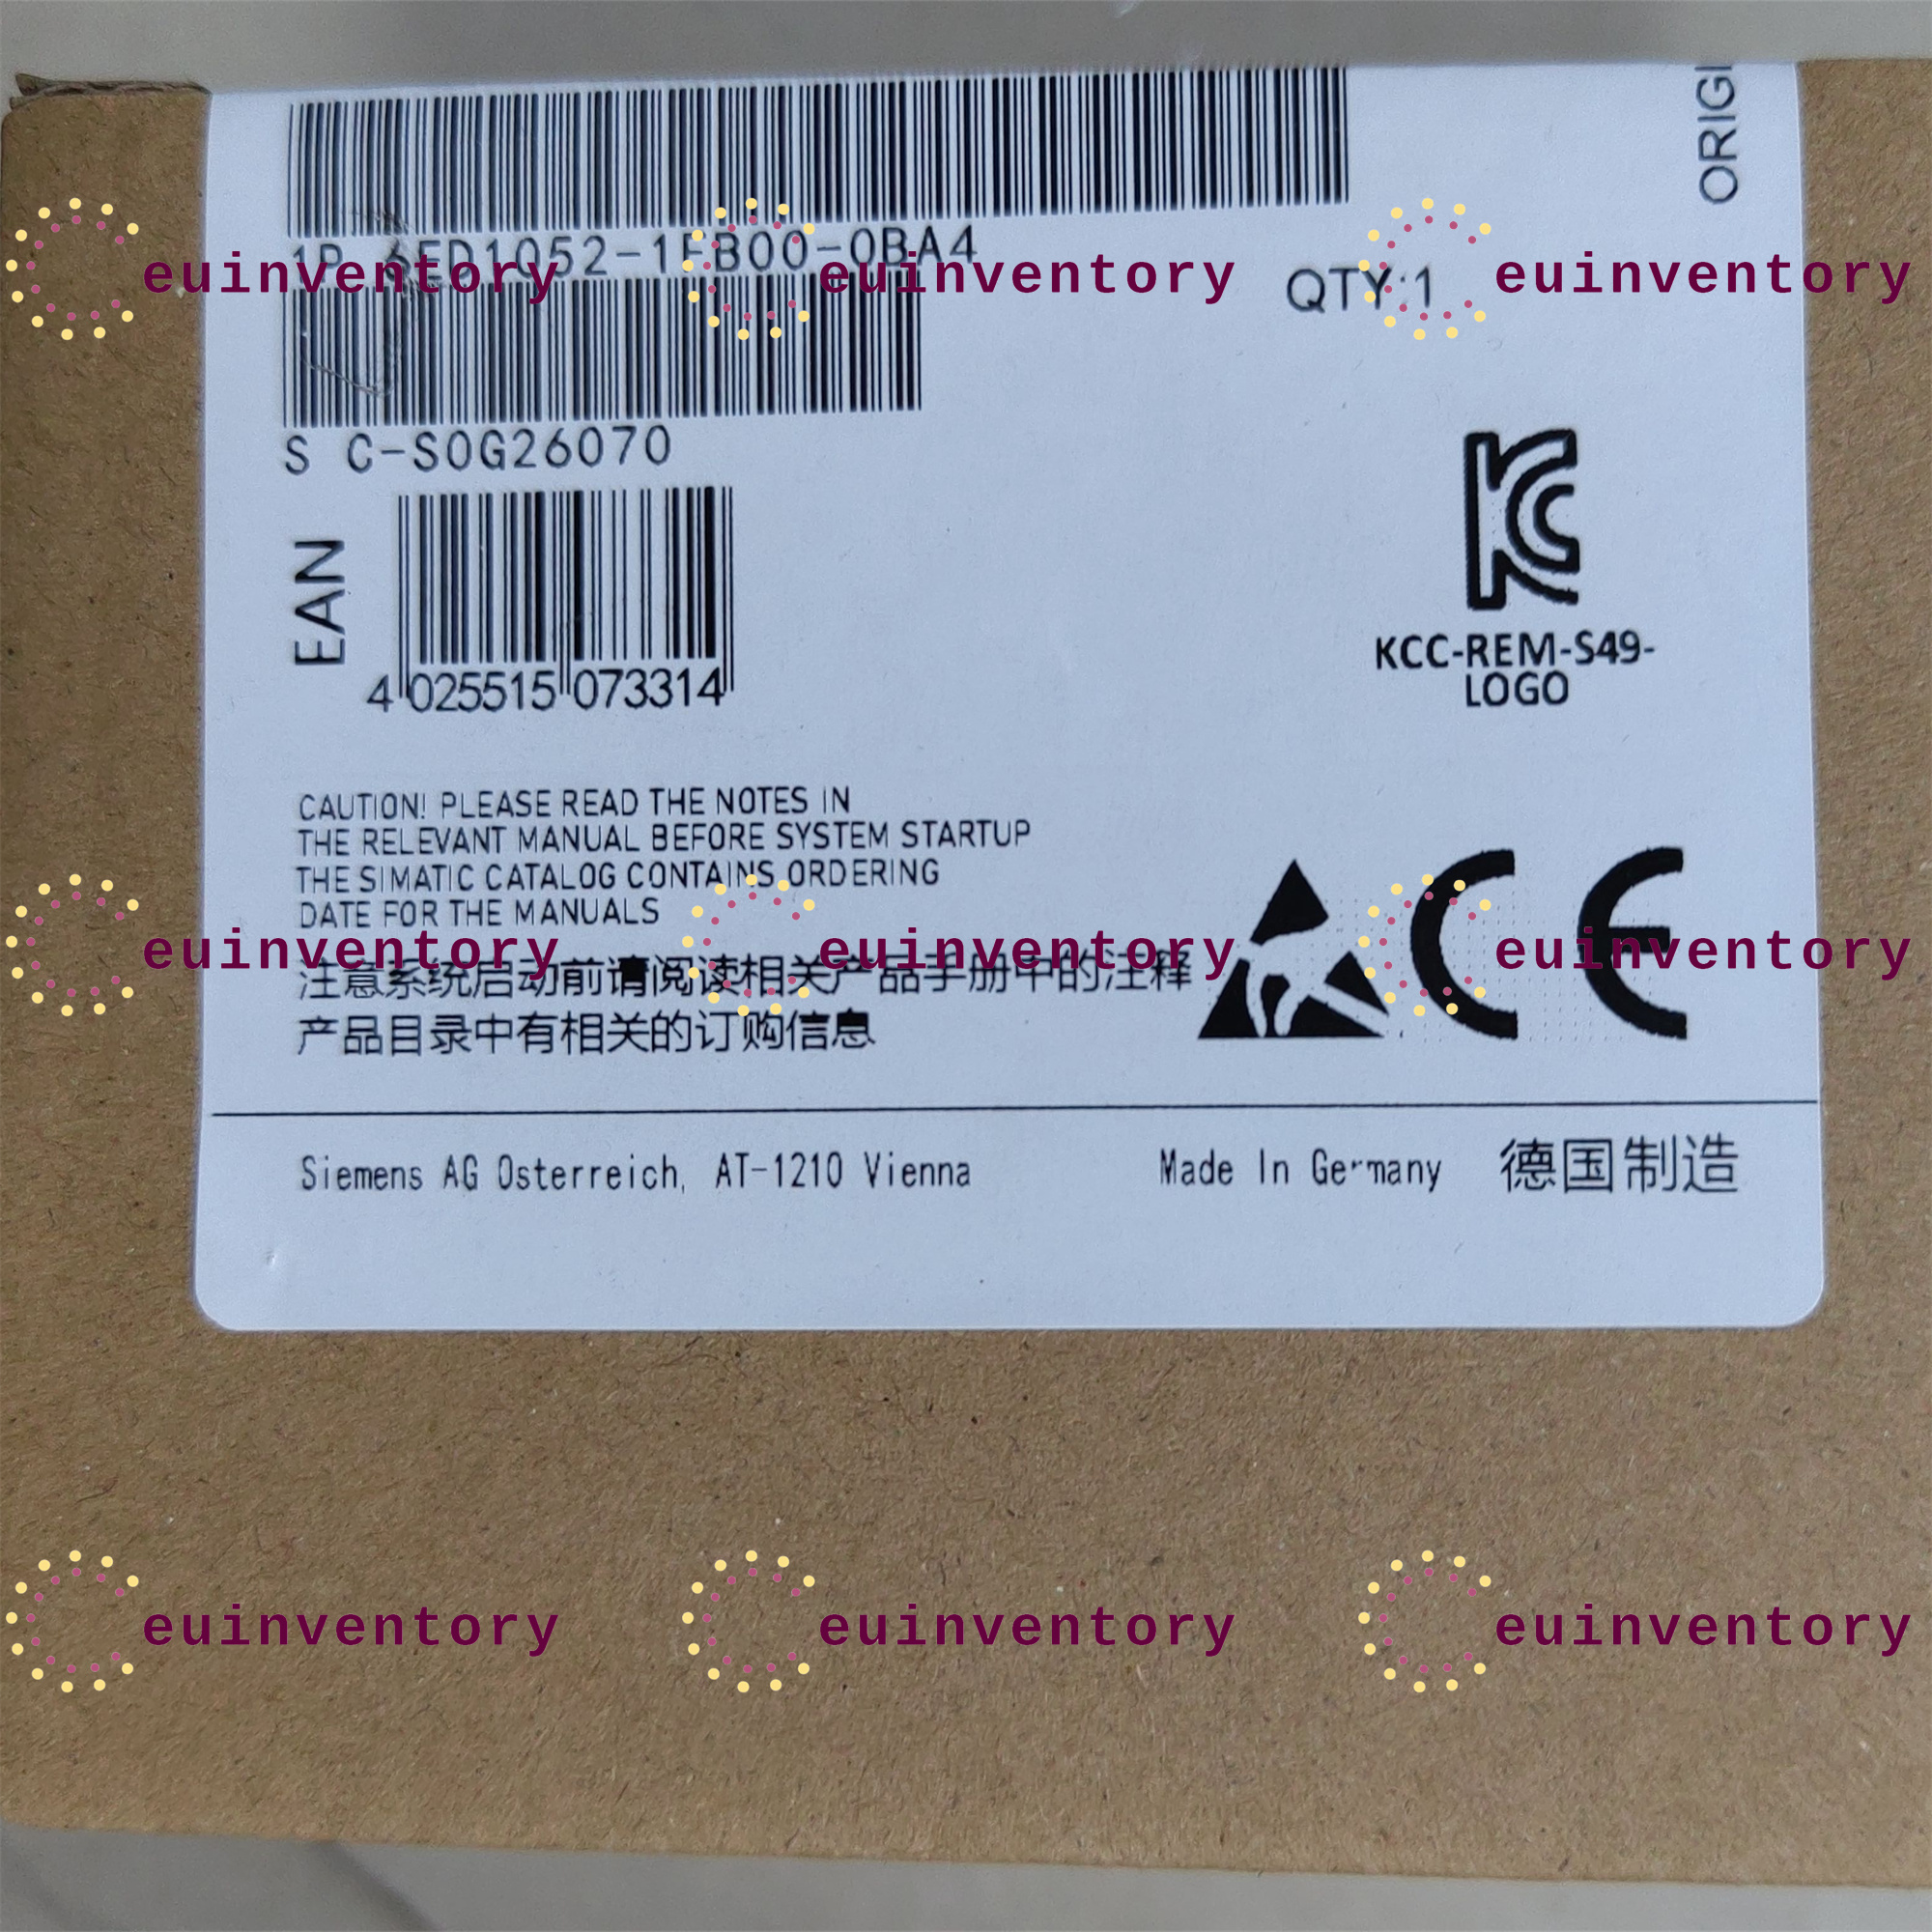 ORIGI
1P 6ED1052-1FB00-0BA4
QTY:1
S C-S0G26070
EAN
4 025515 073314
KCC-REM-S49-
LOGO
CAUTION! PLEASE READ THE NOTES IN
THE RELEVANT MANUAL BEFORE SYSTEM STARTUP
THE SIMATIC CATALOG CONTAINS ORDERING
DATE FOR THE MANUALS
注意系统启动前请阅读相关产品手册中的注释
产品目录中有相关的订购信息
CE
Siemens AG Osterreich, AT-1210 Vienna
Made In Germany 德国制造
euinventory euinventory euinventory
euinventory euinventory euinventory
euinventory euinventory euinventory